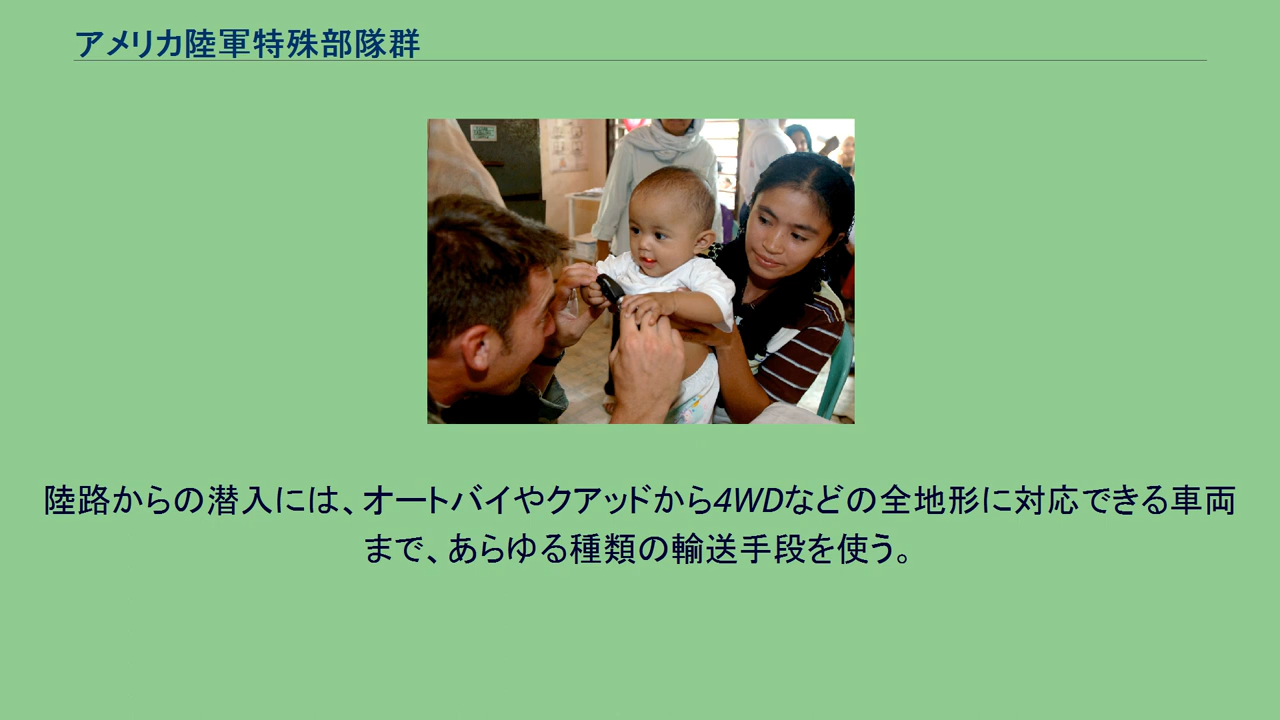 アメリカ陸軍特殊部隊群
陸路からの潜入には、オートバイやクアッドから4WDなどの全地形に対応できる車両
まで、あらゆる種類の輸送手段を使う。